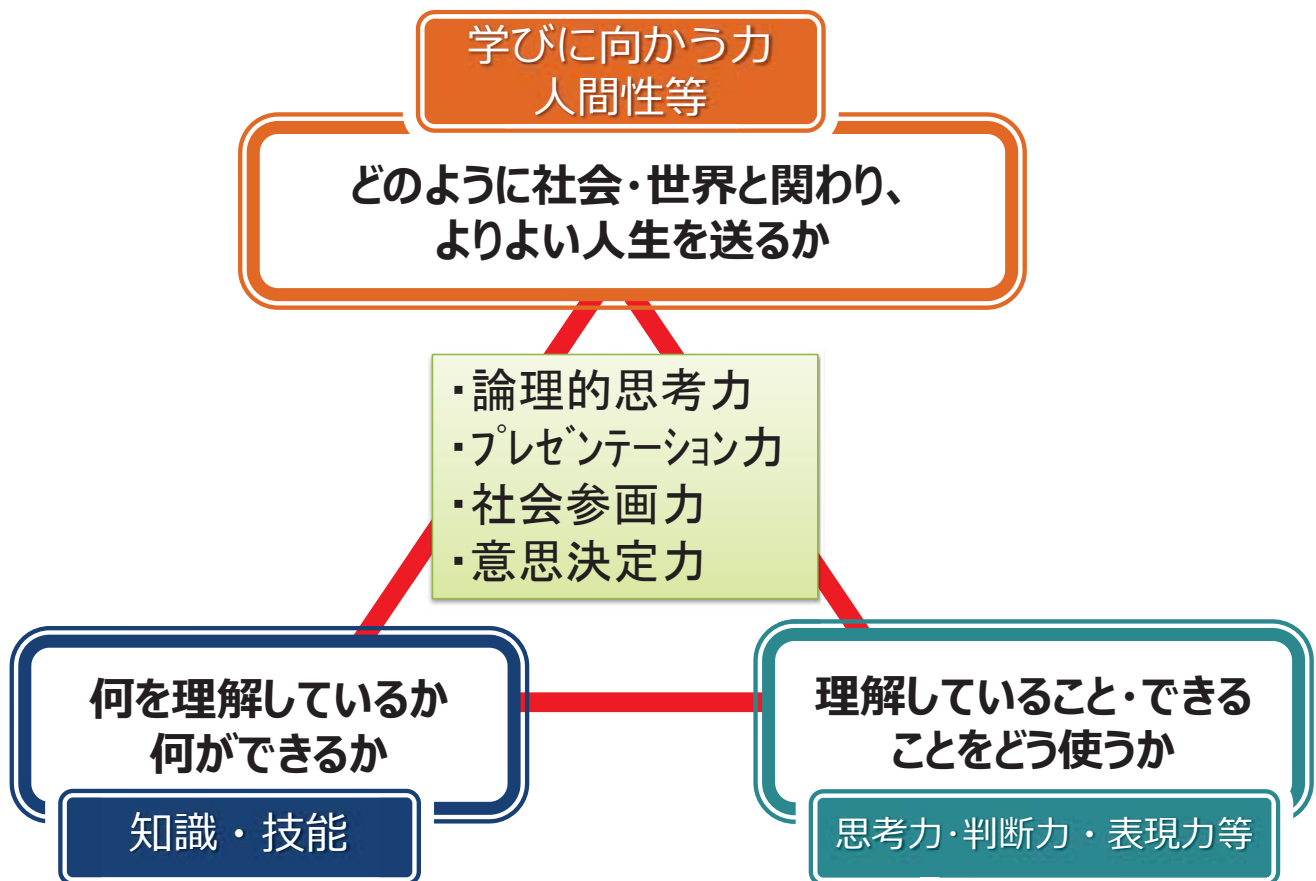 学びに向かう力
人間性等
どのように社会・世界と関わり、
よりよい人生を送るか
・論理的思考力
・プレゼンテーション力
・社会参画力
・意思決定力
何を理解しているか
何ができるか
知識・技能
理解していること・できる
ことをどう使うか
思考力・判断力・表現力等